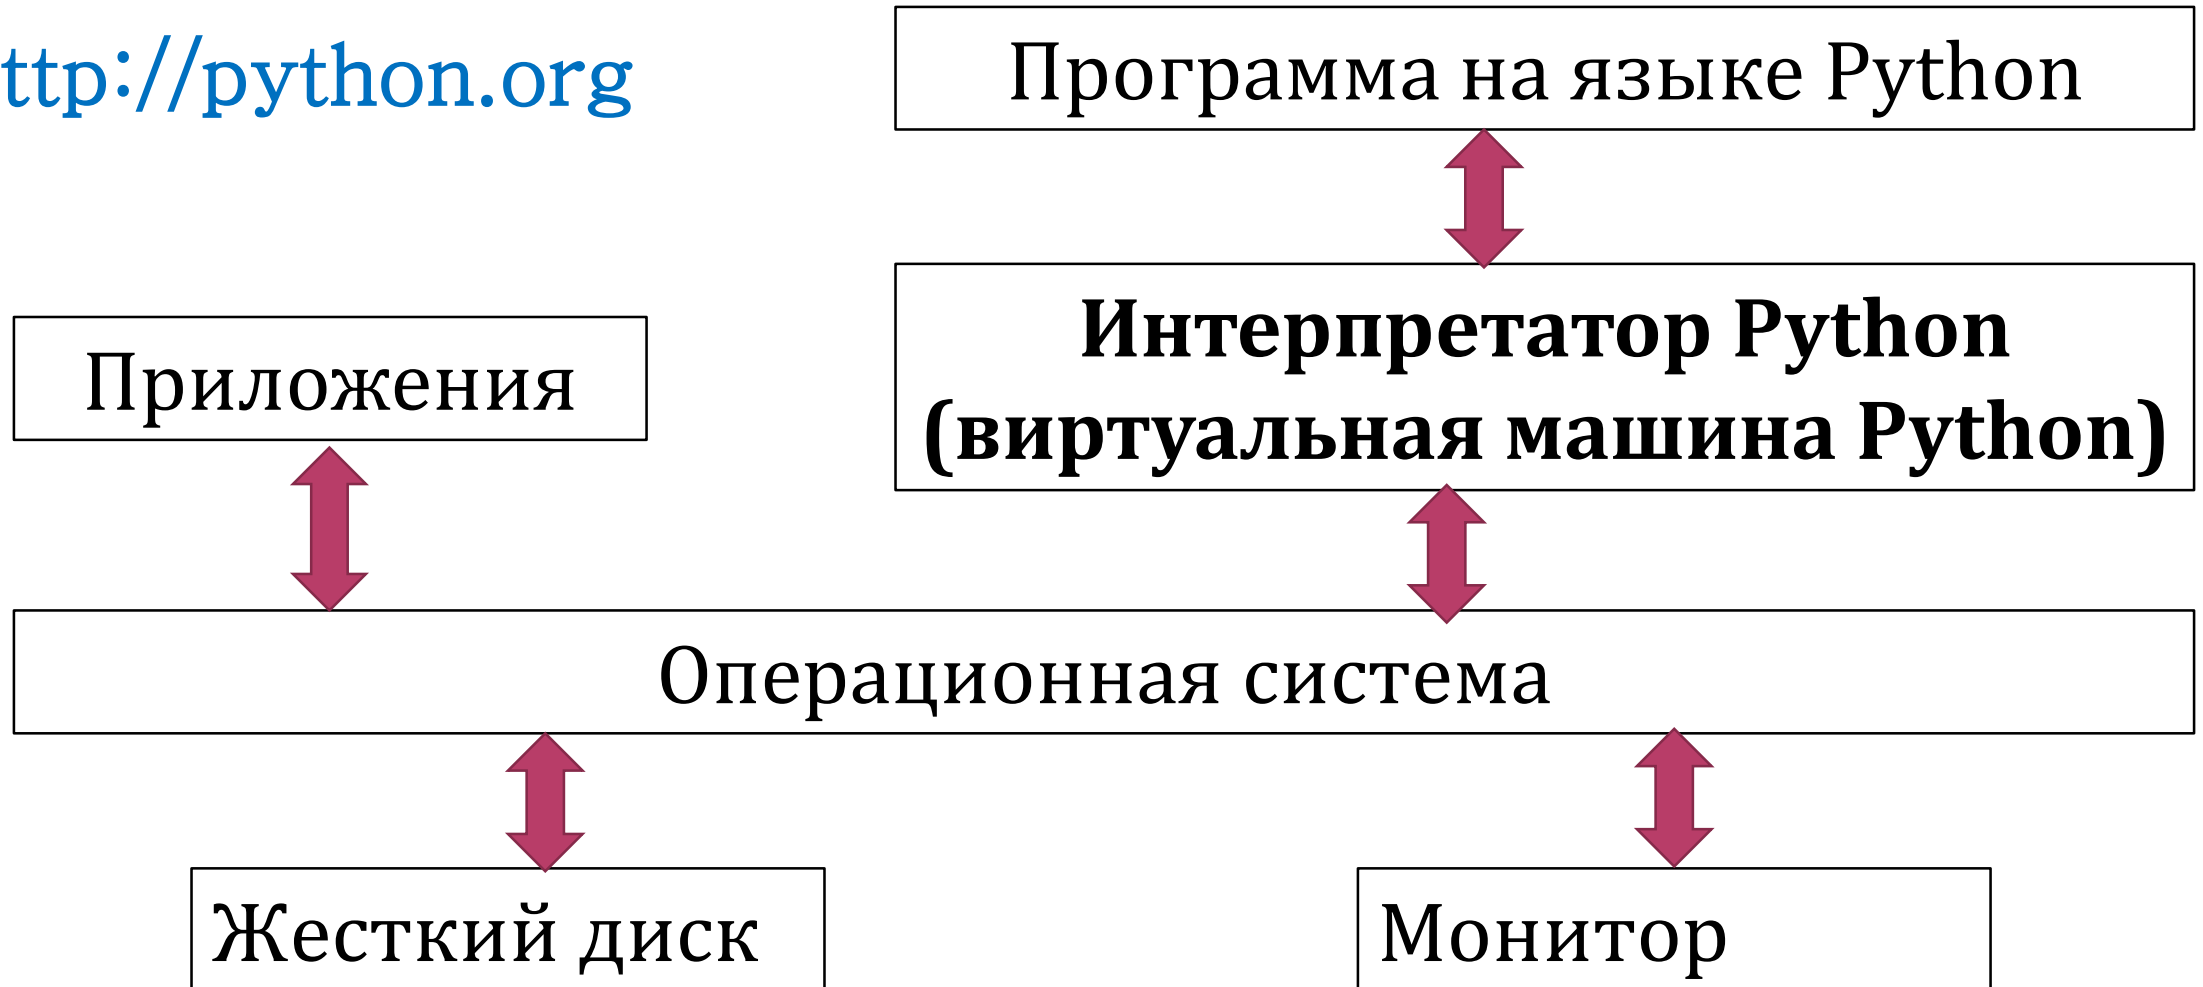 ttp://python.org
Программа на языке Python
Интерпретатор Python
(виртуальная машина Python)
Приложения
Операционная система
Жесткий диск
Монитор